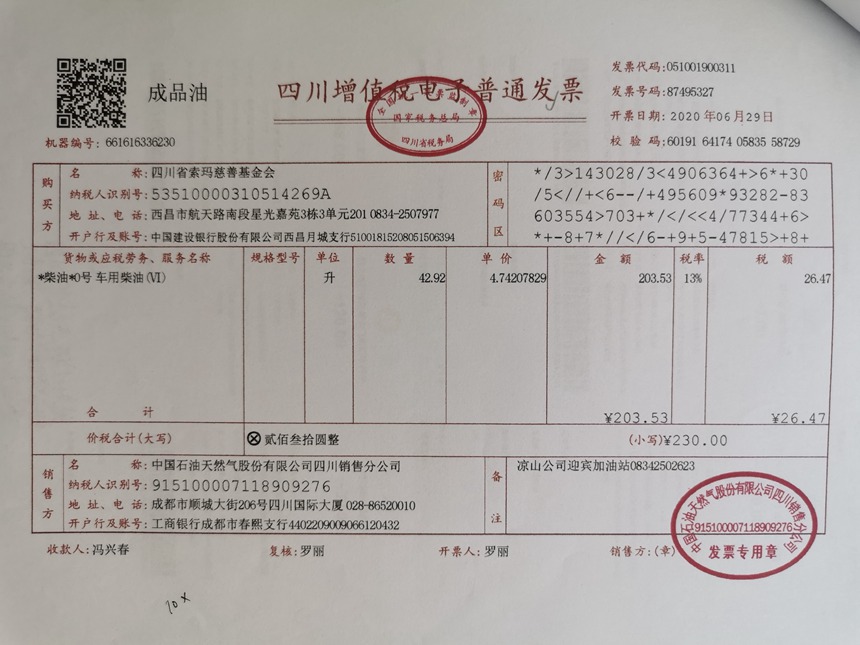 成品油
四川增值税电子普通发票
发票代码:051001900311
发票号码:87495327
开票日期: 2020 年06月29日
校 验 码:60191 64174 05835 58729
机器编号: 661616336230
国家税务总局
四川省税务局
购买方
名 称: 四川省索玛慈善基金会
纳税人识别号: 53510000310514269A
地 址、电 话: 西昌市航天路南段星光嘉苑3栋3单元201 0834-2507977
开户行及账号: 中国建设银行股份有限公司西昌月城支行51001815208051506394
密码区
*/3>143028/3<4906364+>6*+30
/5<//+<6--/+495609*93282-83
603554>703+*/</<<4/77344+6>
*+-8+7*//</6-+9+5-47815>+8+
货物或应税劳务、服务名称 规格型号 单位 数 量 单 价 金 额 税率 税 额
*柴油*0号 车用柴油(Ⅵ) 升 42.92 4.74207829 203.53 13% 26.47
合 计 ¥203.53 ¥26.47
价税合计(大写) ⊗贰佰叁拾圆整 (小写)¥230.00
销售方
名 称: 中国石油天然气股份有限公司四川销售分公司
纳税人识别号: 915100007118909276
地 址、电 话: 成都市顺城大街206号四川国际大厦 028-86520010
开户行及账号: 工商银行成都市春熙支行4402209009066120432
备注
凉山公司迎宾加油站08342502623
中国石油天然气股份有限公司四川销售分公司
915100007118909276
发票专用章
收款人: 冯兴春 复核: 罗丽 开票人: 罗丽 销售方: (章)